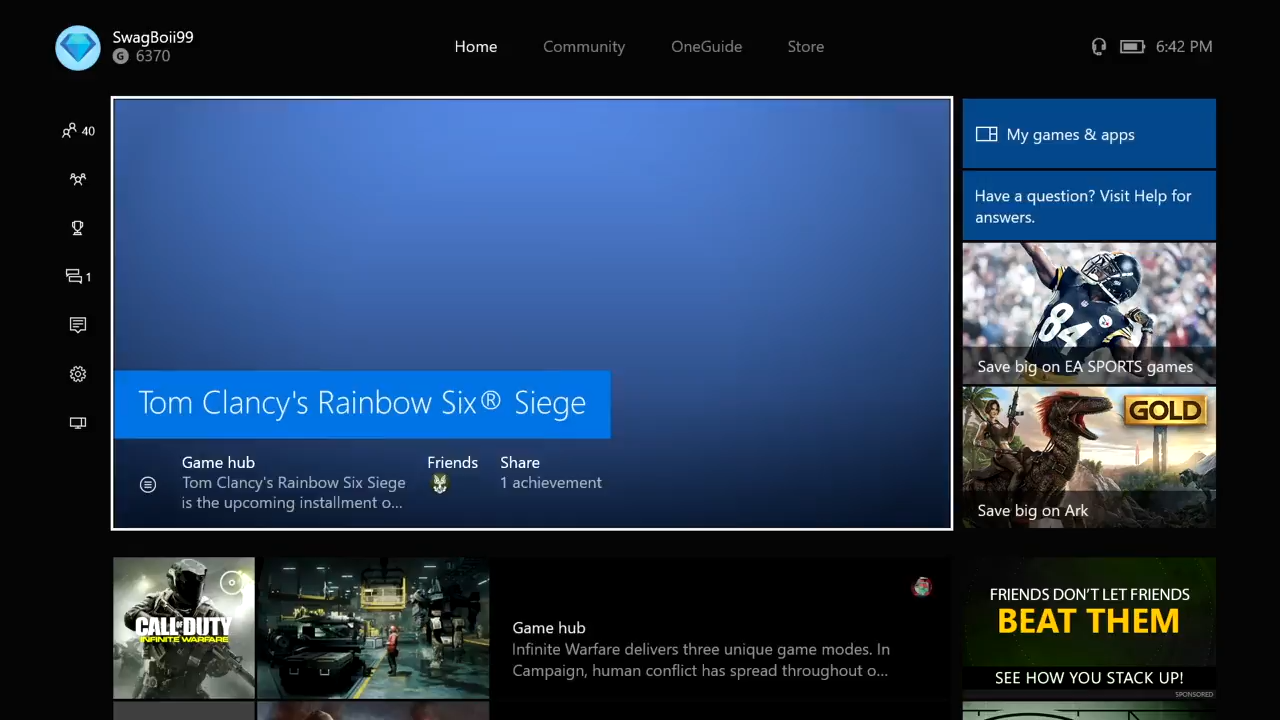 SwagBoii99
G 6370
Home
Community
OneGuide
Store
6:42 PM
40
1
Tom Clancy's Rainbow Six® Siege
Game hub
Tom Clancy's Rainbow Six Siege
is the upcoming installment o...
Friends
Share
1 achievement
My games & apps
Have a question? Visit Help for
answers.
84
Save big on EA SPORTS games
GOLD
Save big on Ark
CALL OF DUTY
INFINITE WARFARE
Game hub
Infinite Warfare delivers three unique game modes. In
Campaign, human conflict has spread throughout o...
FRIENDS DON'T LET FRIENDS
BEAT THEM
SEE HOW YOU STACK UP!
SPONSORED